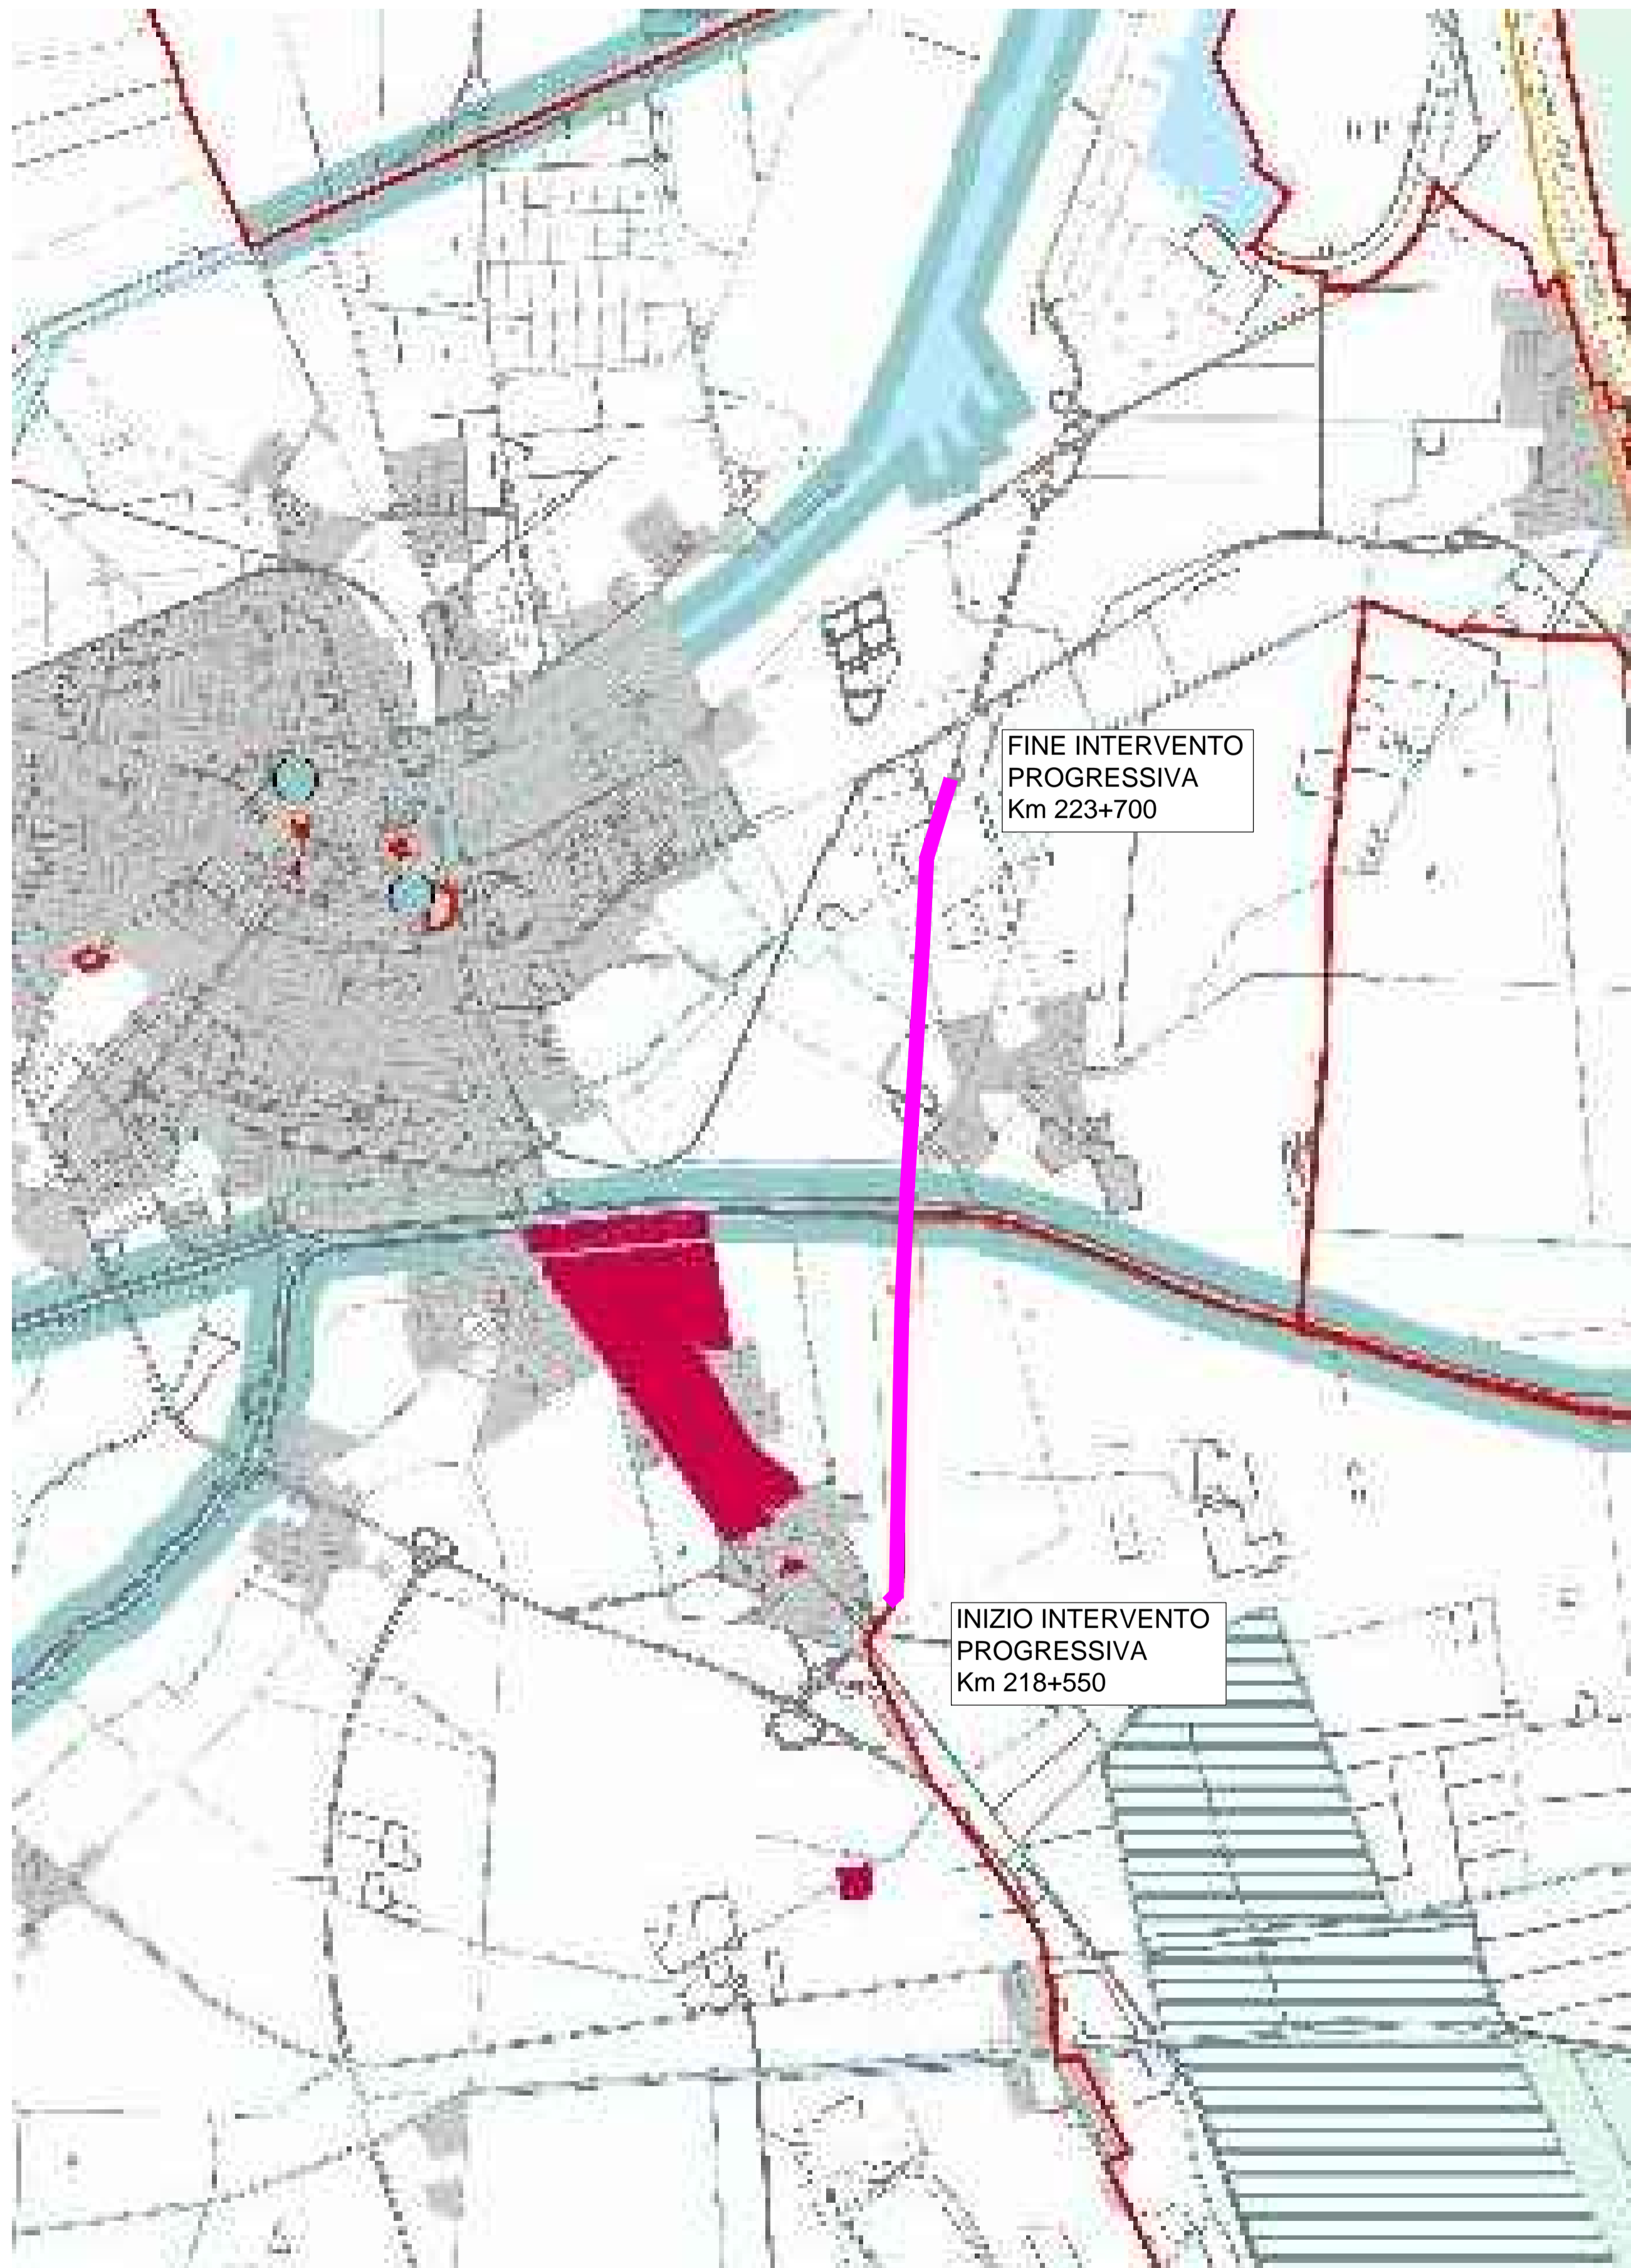 FINE INTERVENTO
PROGRESSIVA
Km 223+700
INIZIO INTERVENTO
PROGRESSIVA
Km 218+550